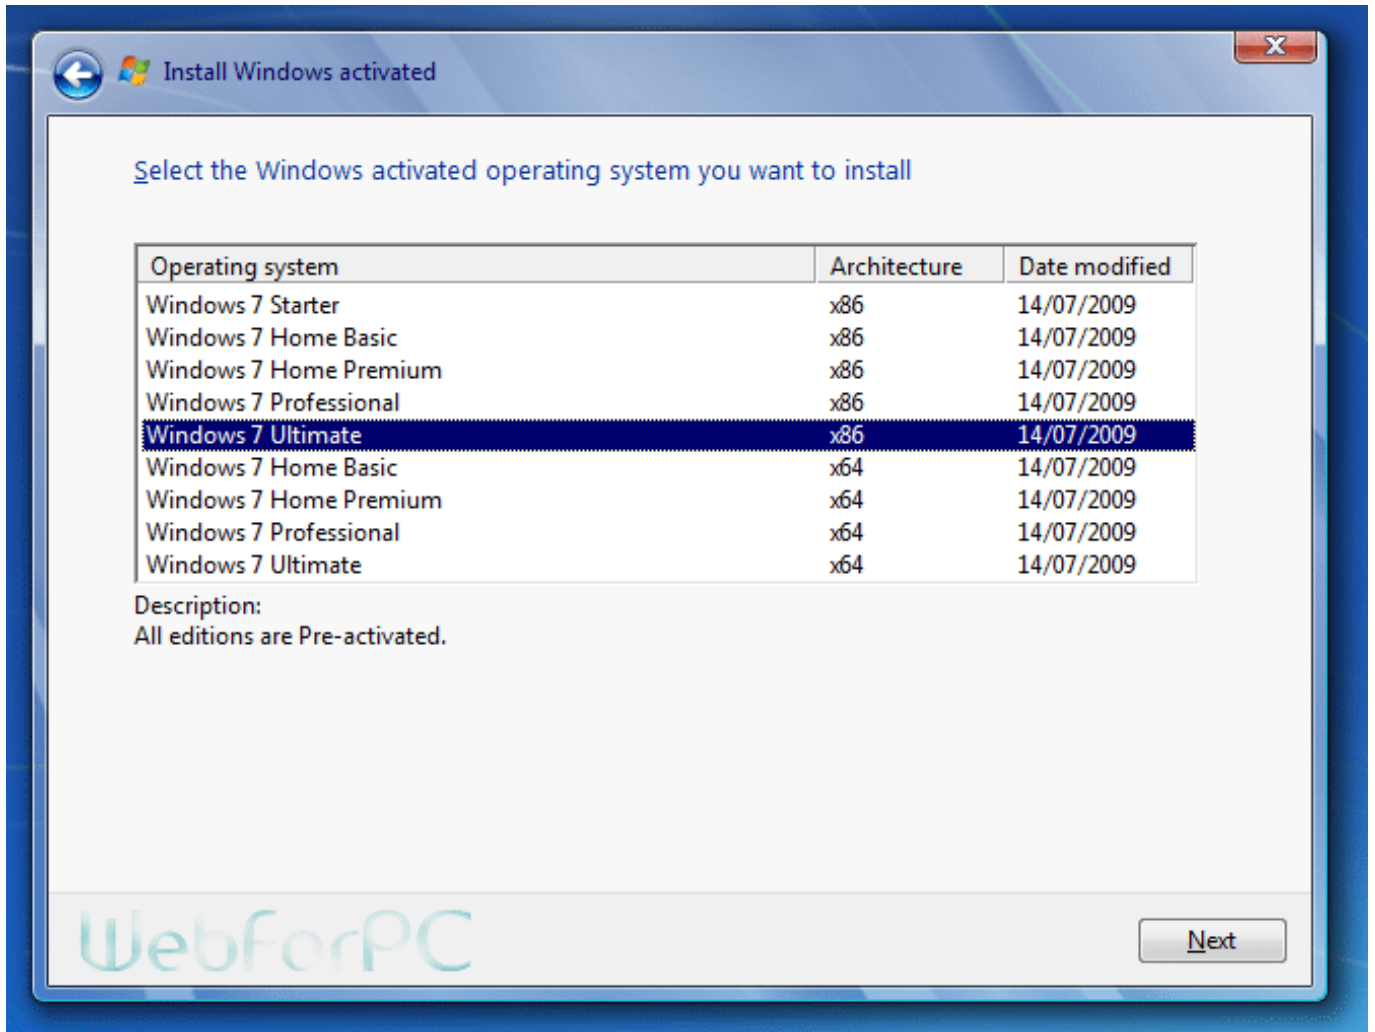 Install Windows activated
X
Select the Windows activated operating system you want to install
Operating system Architecture Date modified
Windows 7 Starter x86 14/07/2009
Windows 7 Home Basic x86 14/07/2009
Windows 7 Home Premium x86 14/07/2009
Windows 7 Professional x86 14/07/2009
Windows 7 Ultimate x86 14/07/2009
Windows 7 Home Basic x64 14/07/2009
Windows 7 Home Premium x64 14/07/2009
Windows 7 Professional x64 14/07/2009
Windows 7 Ultimate x64 14/07/2009
Description:
All editions are Pre-activated.
WebForPC
Next